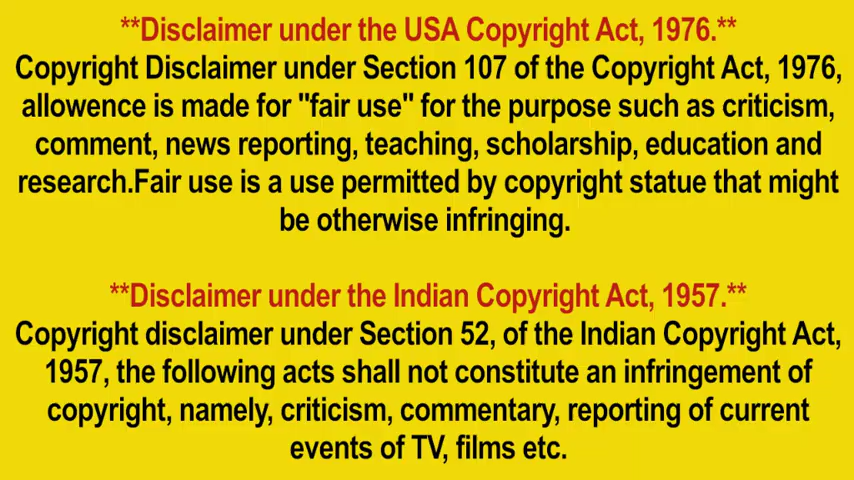 **Disclaimer under the USA Copyright Act, 1976.**
Copyright Disclaimer under Section 107 of the Copyright Act, 1976,
allowence is made for "fair use" for the purpose such as criticism,
comment, news reporting, teaching, scholarship, education and
research.Fair use is a use permitted by copyright statue that might
be otherwise infringing.
**Disclaimer under the Indian Copyright Act, 1957.**
Copyright disclaimer under Section 52, of the Indian Copyright Act,
1957, the following acts shall not constitute an infringement of
copyright, namely, criticism, commentary, reporting of current
events of TV, films etc.